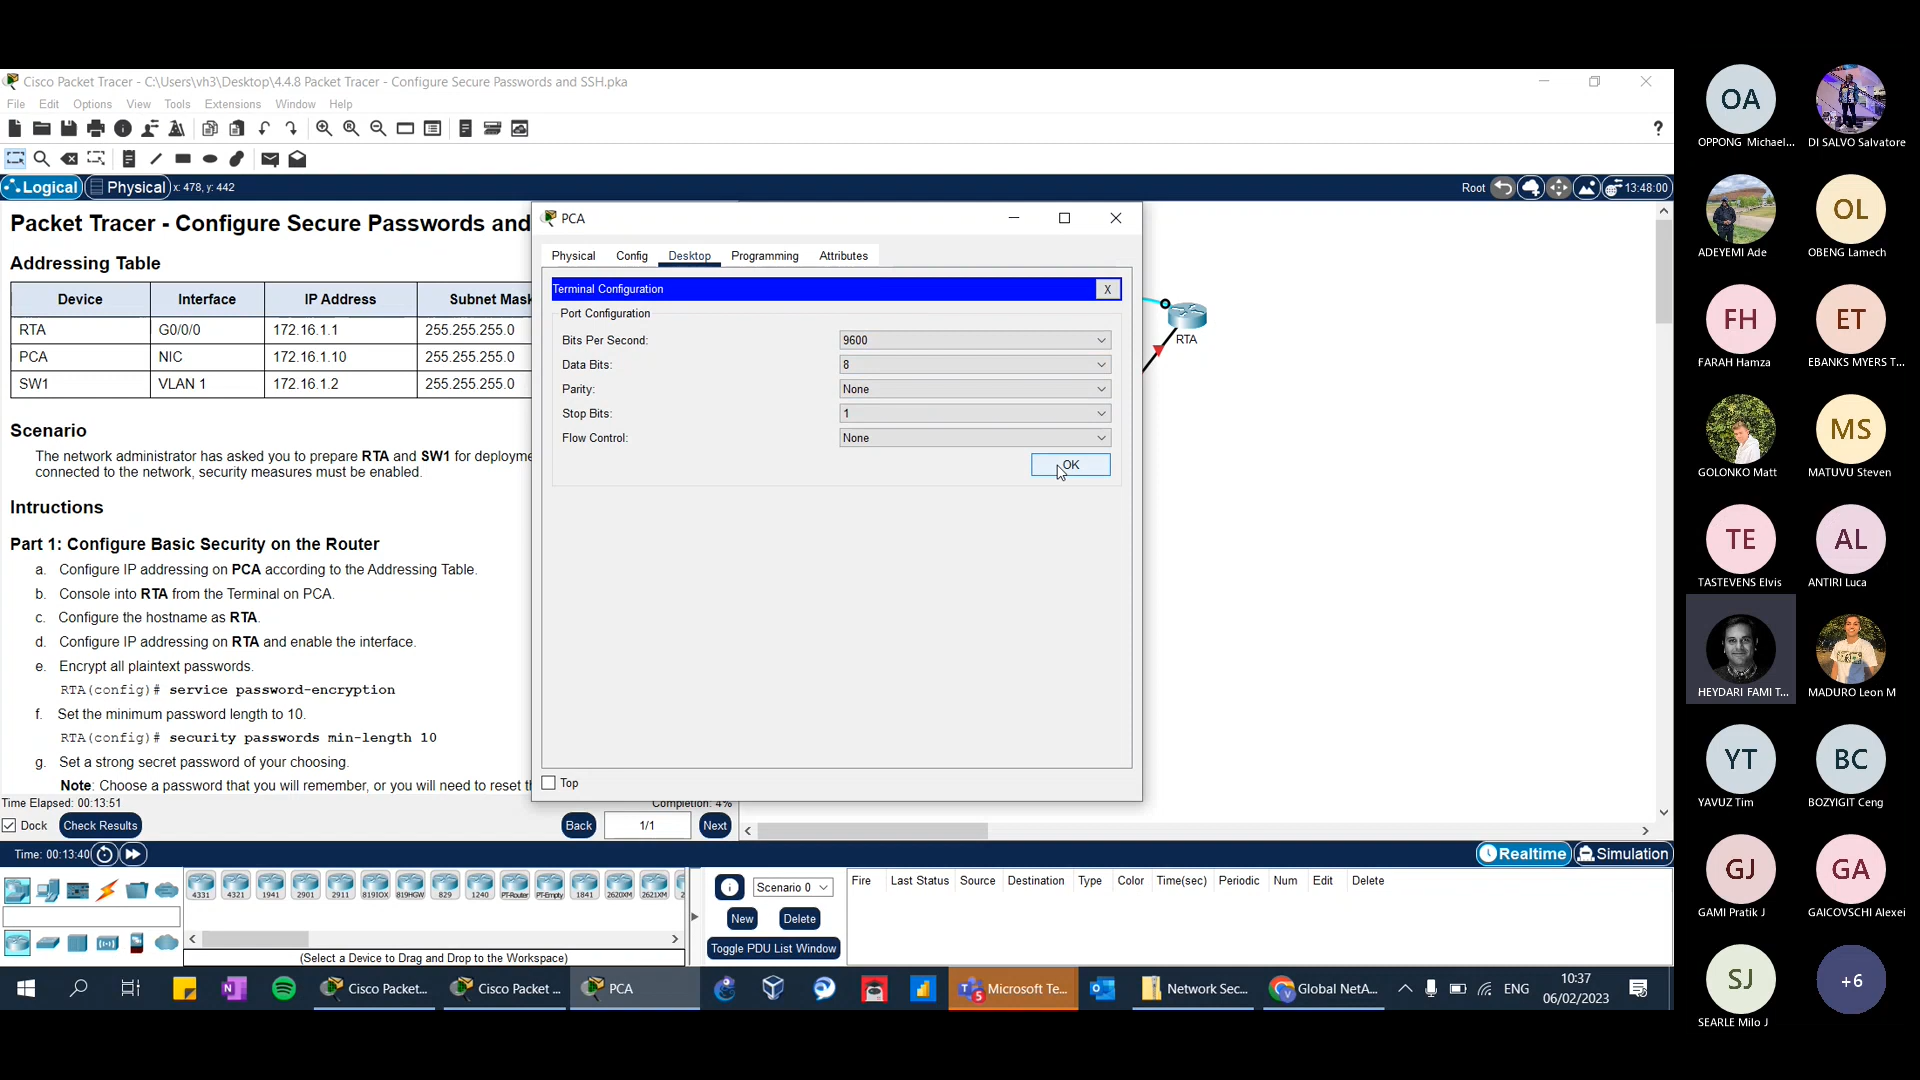 Cisco Packet Tracer - C:\Users\vh3\Desktop\4.4.8 Packet Tracer - Configure Secure Passwords and SSH.pka
File Edit Options View Tools Extensions Window Help
?
Logical Physical x: 478, y: 442
Root 13:48:00
Packet Tracer - Configure Secure Passwords and
Addressing Table
Device Interface IP Address Subnet Mask
RTA G0/0/0 172.16.1.1 255.255.255.0
PCA NIC 172.16.1.10 255.255.255.0
SW1 VLAN 1 172.16.1.2 255.255.255.0
Scenario
The network administrator has asked you to prepare RTA and SW1 for deployme
connected to the network, security measures must be enabled.
Intructions
Part 1: Configure Basic Security on the Router
a. Configure IP addressing on PCA according to the Addressing Table.
b. Console into RTA from the Terminal on PCA.
c. Configure the hostname as RTA.
d. Configure IP addressing on RTA and enable the interface.
e. Encrypt all plaintext passwords.
RTA(config)# service password-encryption
f. Set the minimum password length to 10.
RTA(config)# security passwords min-length 10
g. Set a strong secret password of your choosing.
Note: Choose a password that you will remember, or you will need to reset th
Time Elapsed: 00:13:51
Completion: 4%
Dock Check Results Back 1/1 Next
PCA
Physical Config Desktop Programming Attributes
Terminal Configuration X
Port Configuration
Bits Per Second: 9600
Data Bits: 8
Parity: None
Stop Bits: 1
Flow Control: None
OK
Top
RTA
Time: 00:13:40
Realtime Simulation
4331 4321 1941 2901 2911 819IOX 819HGW 829 1240 PT-Router PT-Empty 1841 2620XM 2621XM
(Select a Device to Drag and Drop to the Workspace)
Scenario 0
New Delete
Toggle PDU List Window
Fire Last Status Source Destination Type Color Time(sec) Periodic Num Edit Delete
Cisco Packet... Cisco Packet ... PCA 5 Microsoft Te... Network Sec... Global NetA... ENG
10:37
06/02/2023
OA
OPPONG Michael... DI SALVO Salvatore
OL
ADEYEMI Ade OBENG Lamech
FH ET
FARAH Hamza EBANKS MYERS T...
MS
GOLONKO Matt MATUVU Steven
TE AL
TASTEVENS Elvis ANTIRI Luca
HEYDARI FAMI T... MADURO Leon M
YT BC
YAVUZ Tim BOZYIGIT Ceng
GJ GA
GAMI Pratik J GAICOVSCHI Alexei
SJ +6
SEARLE Milo J